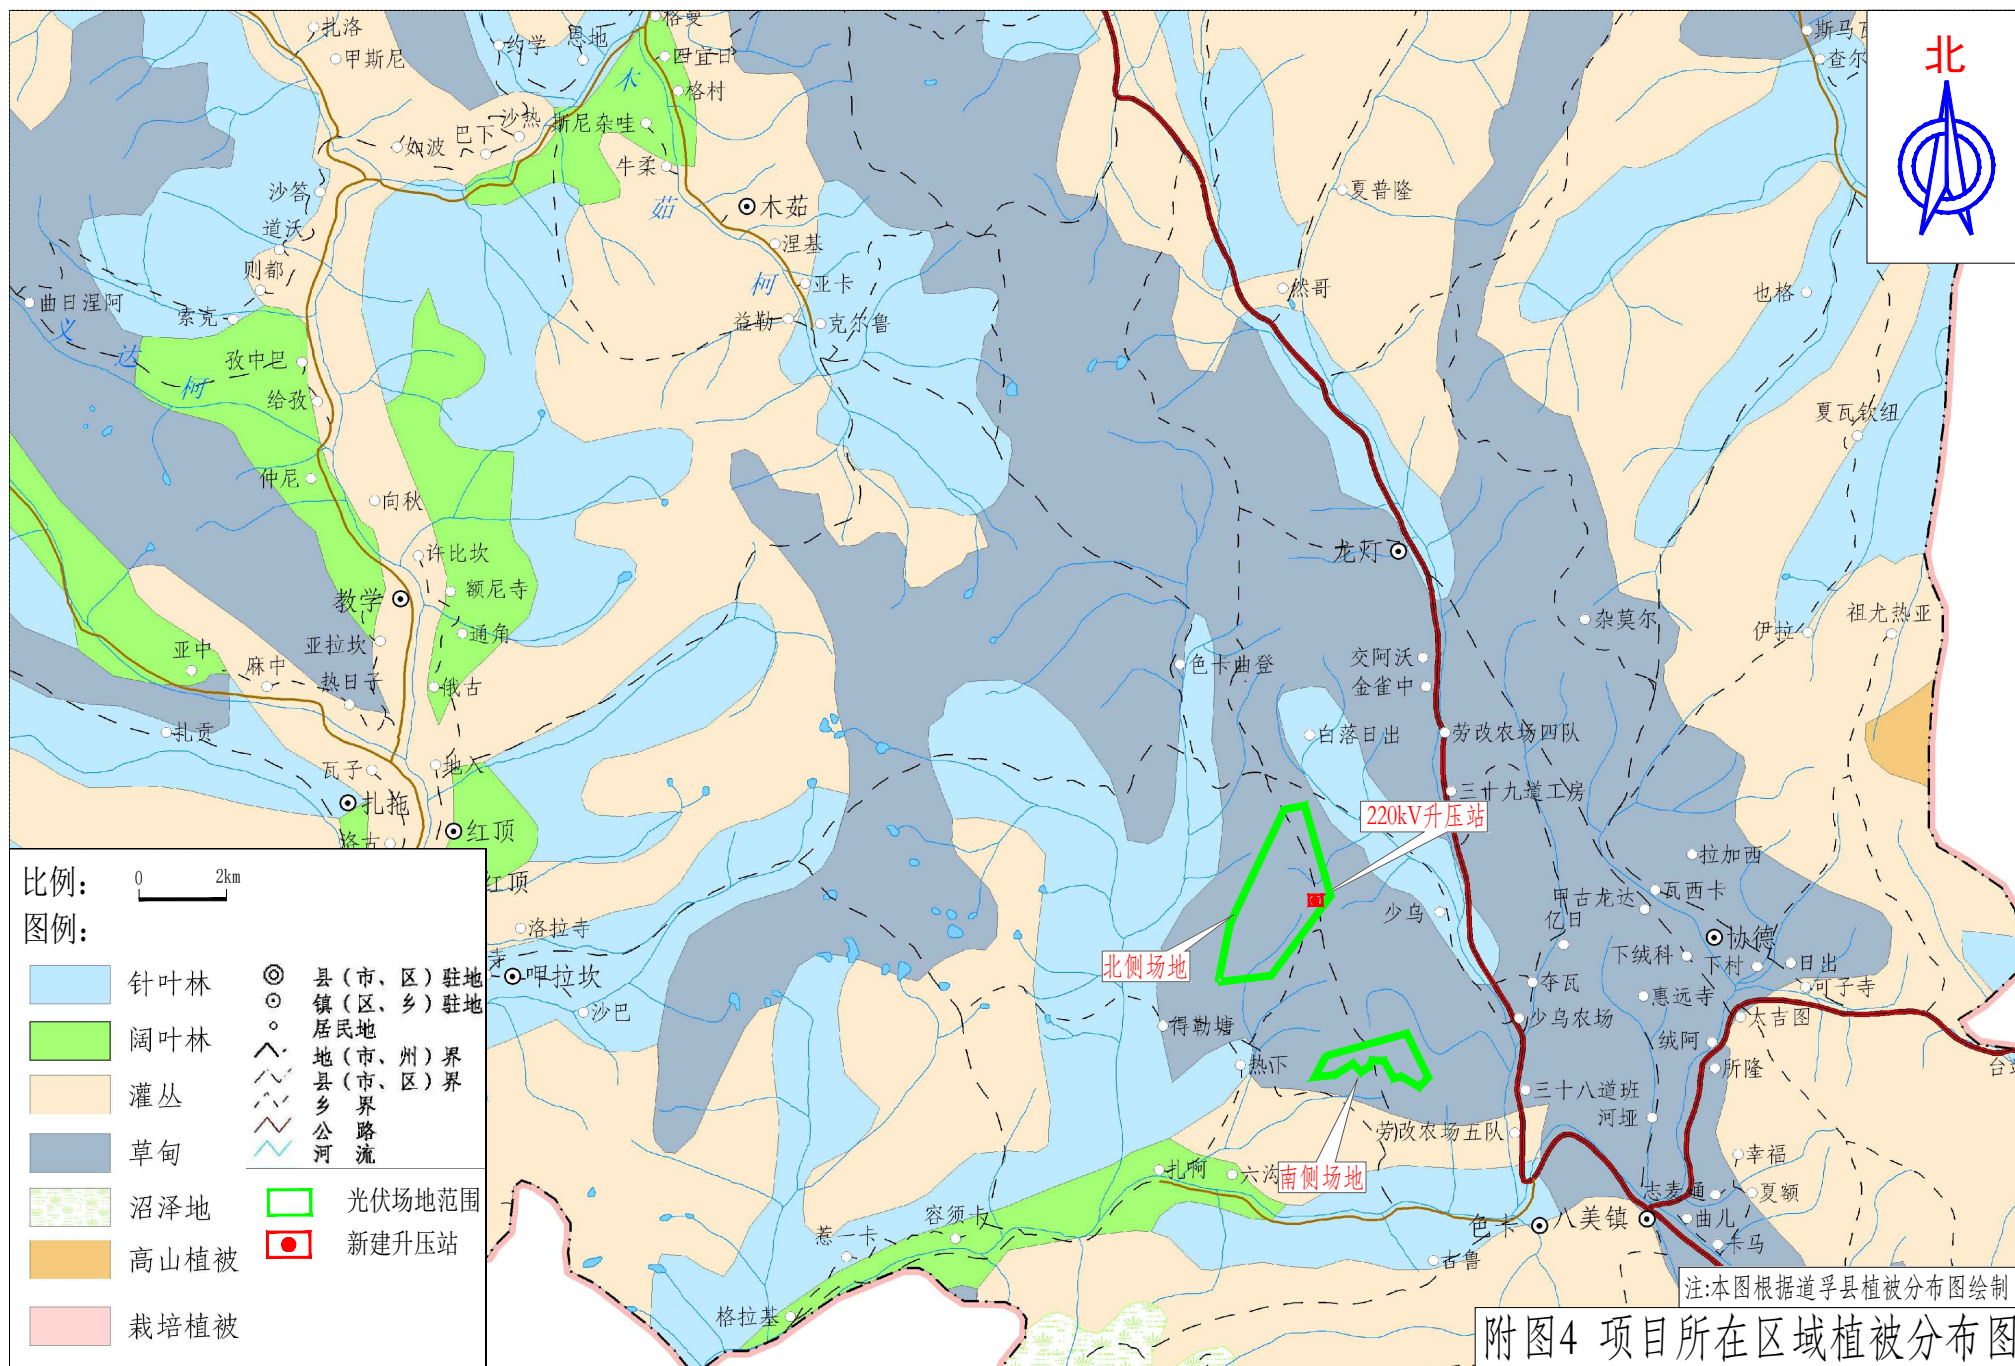 扎洛
甲斯尼
约学
恩地
格曼
四宜日
格村
木
斯尼杂哇
沙热
巴下
如波
牛柔
沙答
道沃
则都
茹
木茹
涅基
柯
亚卡
益勒
克尔鲁
曲日涅阿
索克
义
达
柯
孜中巴
给孜
仲尼
向秋
许比坎
额尼寺
教学
通角
亚拉坎
亚中
麻中
热日子
俄古
扎贡
瓦子
地入
扎拖
红顶
洛古
红顶
斯马
查尔
北
夏普隆
然哥
也格
夏瓦钦纽
龙灯
杂莫尔
伊拉
祖尤热亚
交阿沃
色卡曲登
金雀中
白落日出
劳改农场四队
三十九道工房
220kV升压站
拉加西
瓦西卡
甲古龙达
少乌
亿日
协德
下绒科
下村
日出
北侧场地
夺瓦
惠远寺
可子寺
少乌农场
大吉图
得勒塘
绒阿
热下
所隆
三十八道班
河垭
劳改农场五队
幸福
扎啊
六沟
南侧场地
志麦通
夏额
容须卡
色卡
八美镇
曲儿
惹一卡
古鲁
卡马
格拉基
洛拉寺
寺
呷拉坎
沙巴
比例：
0 2km
图例：
针叶林
阔叶林
灌丛
草甸
沼泽地
高山植被
栽培植被
县（市、区）驻地
镇（区、乡）驻地
居民地
地（市、州）界
县（市、区）界
乡 界
公 路
河 流
光伏场地范围
新建升压站
注:本图根据道孚县植被分布图绘制
附图4 项目所在区域植被分布图